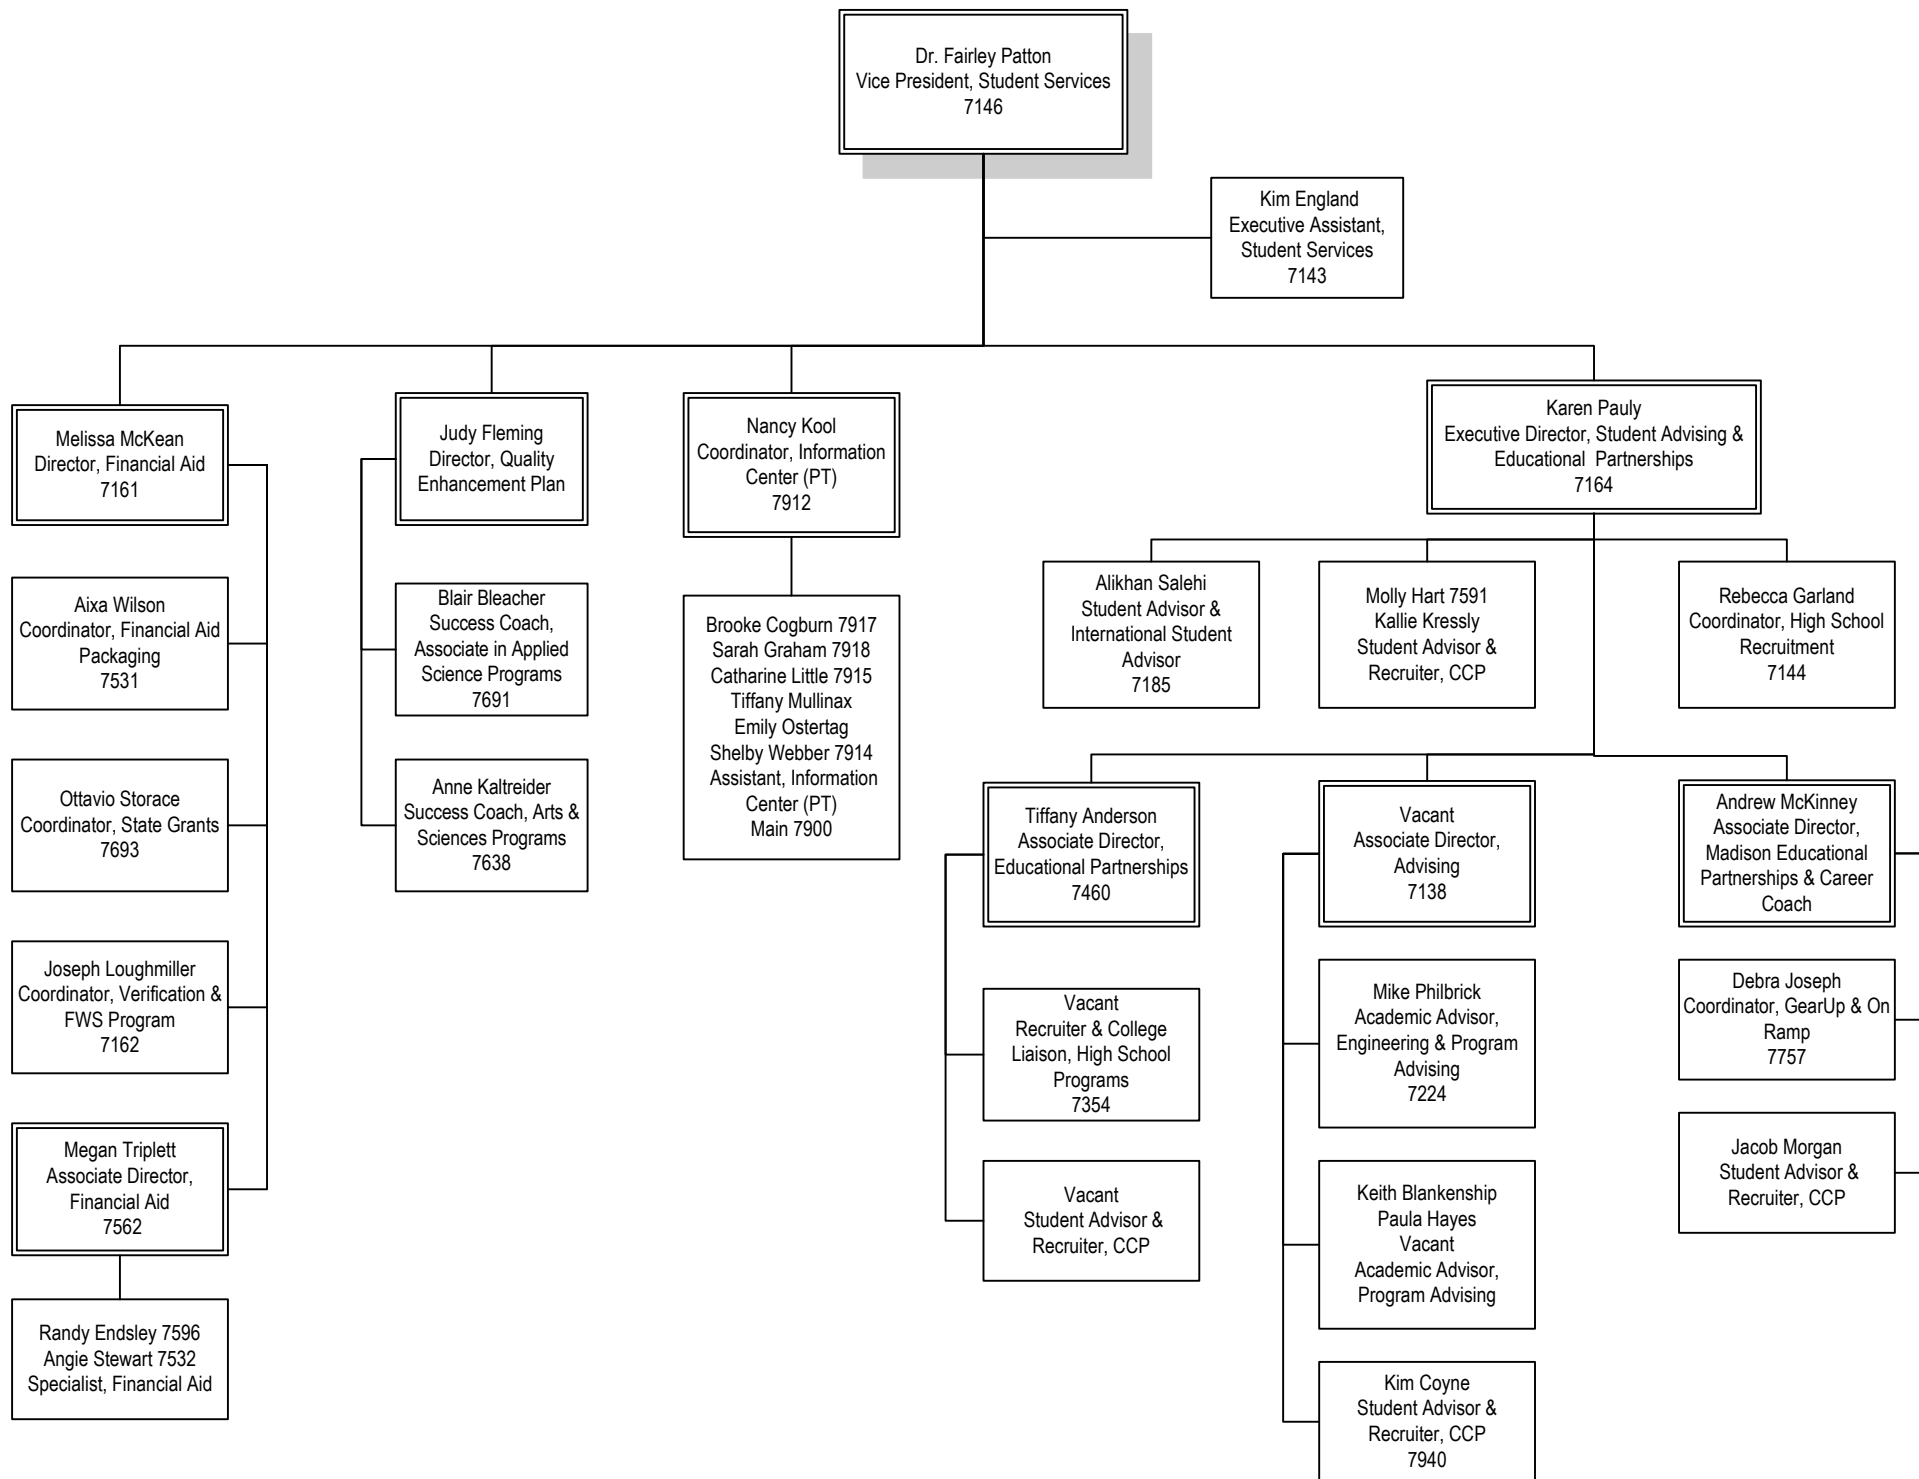 Dr. Fairley Patton
Vice President, Student Services
7146
Kim England
Executive Assistant,
Student Services
7143
Melissa McKean
Director, Financial Aid
7161
Aixa Wilson
Coordinator, Financial Aid
Packaging
7531
Ottavio Storace
Coordinator, State Grants
7693
Joseph Loughmiller
Coordinator, Verification &
FWS Program
7162
Megan Triplett
Associate Director,
Financial Aid
7562
Randy Endsley 7596
Angie Stewart 7532
Specialist, Financial Aid
Judy Fleming
Director, Quality
Enhancement Plan
Blair Bleacher
Success Coach,
Associate in Applied
Science Programs
7691
Anne Kaltreider
Success Coach, Arts &
Sciences Programs
7638
Nancy Kool
Coordinator, Information
Center (PT)
7912
Brooke Cogburn 7917
Sarah Graham 7918
Catharine Little 7915
Tiffany Mullinax
Emily Ostertag
Shelby Webber 7914
Assistant, Information
Center (PT)
Main 7900
Karen Pauly
Executive Director, Student Advising &
Educational Partnerships
7164
Alikhan Salehi
Student Advisor &
International Student
Advisor
7185
Molly Hart 7591
Kallie Kressly
Student Advisor &
Recruiter, CCP
Rebecca Garland
Coordinator, High School
Recruitment
7144
Tiffany Anderson
Associate Director,
Educational Partnerships
7460
Vacant
Recruiter & College
Liaison, High School
Programs
7354
Vacant
Student Advisor &
Recruiter, CCP
Vacant
Associate Director,
Advising
7138
Mike Philbrick
Academic Advisor,
Engineering & Program
Advising
7224
Keith Blankenship
Paula Hayes
Vacant
Academic Advisor,
Program Advising
Kim Coyne
Student Advisor &
Recruiter, CCP
7940
Andrew McKinney
Associate Director,
Madison Educational
Partnerships & Career
Coach
Debra Joseph
Coordinator, GearUp & On
Ramp
7757
Jacob Morgan
Student Advisor &
Recruiter, CCP